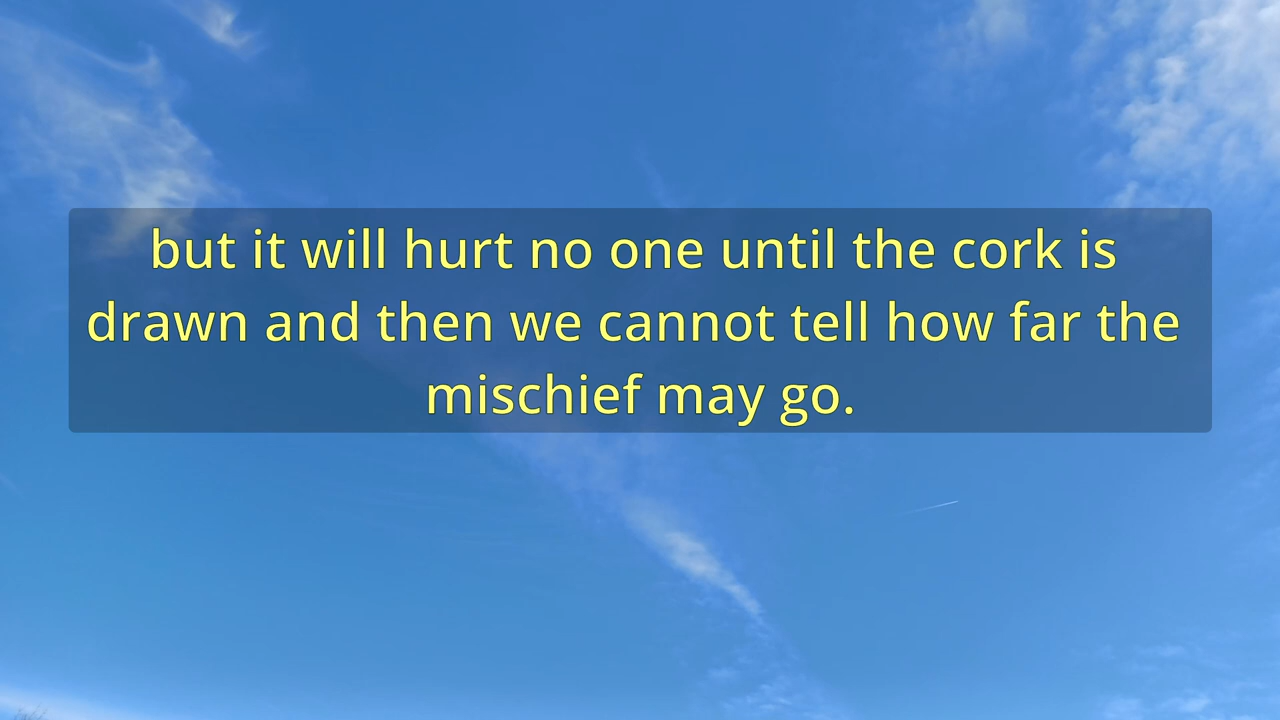 but it will hurt no one until the cork is
drawn and then we cannot tell how far the
mischief may go.